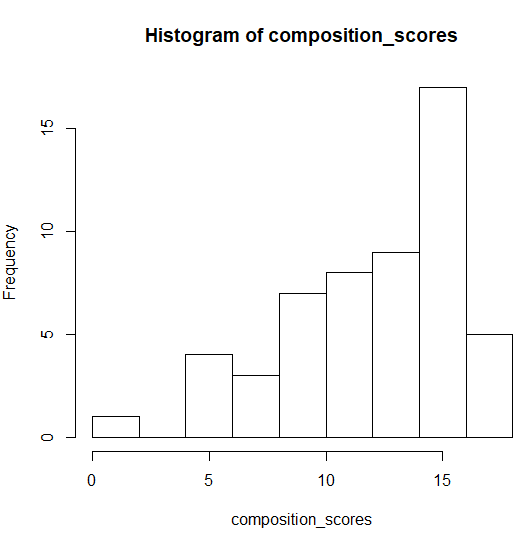 Histogram of composition_scores
Frequency
15
10
5
0
0 5 10 15
composition_scores